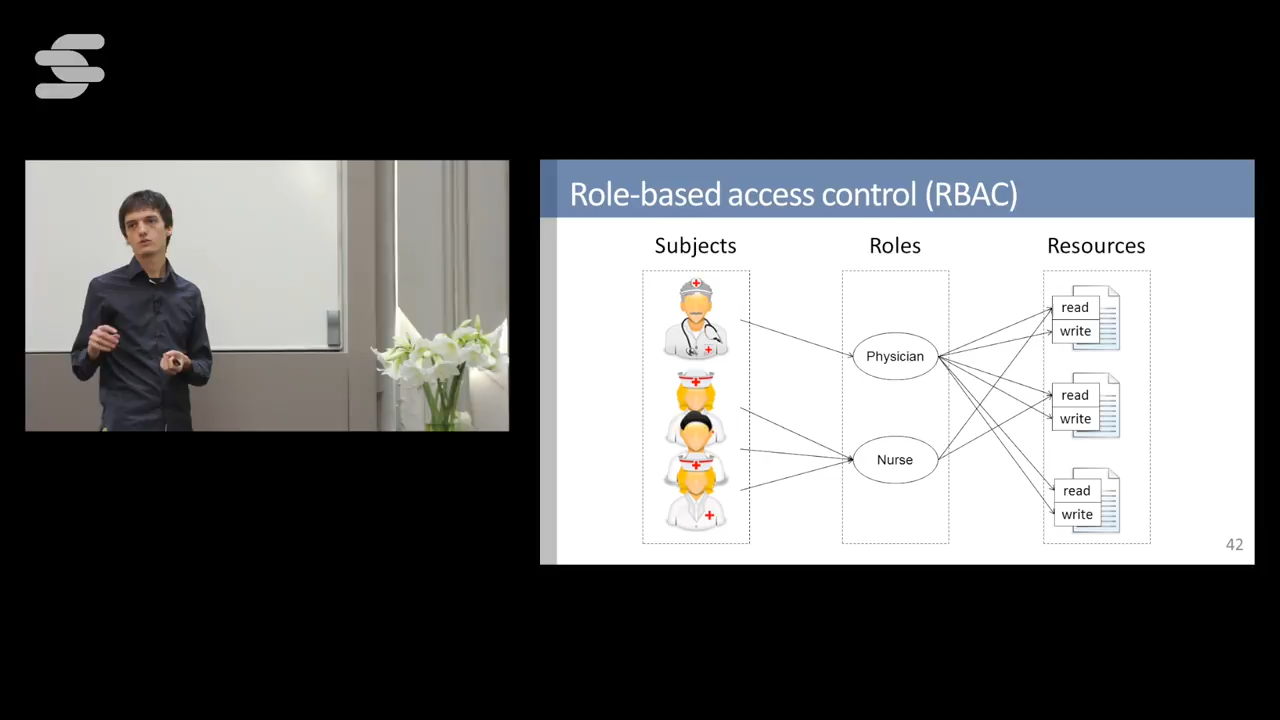 Role-based access control (RBAC)
Subjects
Roles
Resources
Physician
Nurse
read
write
read
write
read
write
42